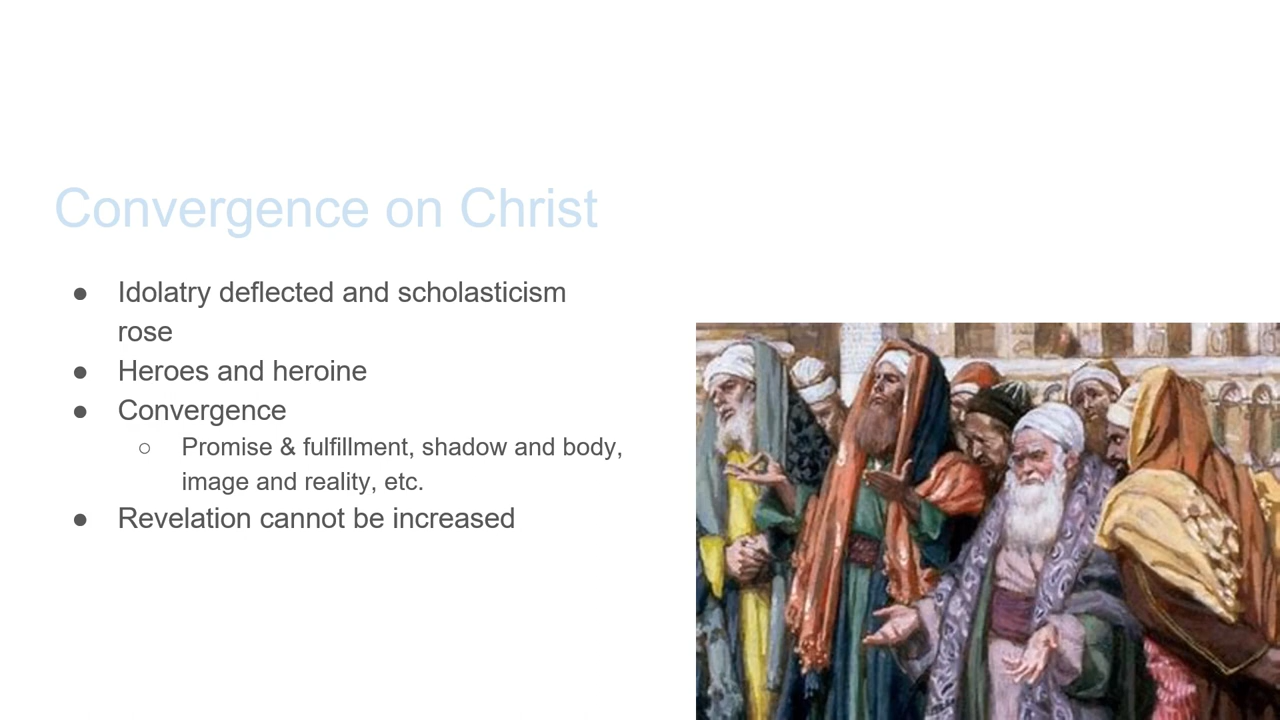 Convergence on Christ
● Idolatry deflected and scholasticism
rose
● Heroes and heroine
● Convergence
○ Promise & fulfillment, shadow and body,
image and reality, etc.
● Revelation cannot be increased